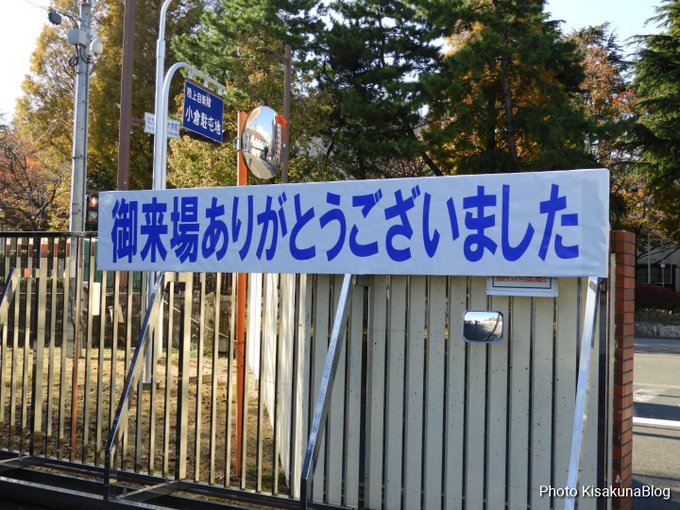 陸上自衛隊
小倉駐屯地
御来場ありがとうございました
Photo KisakunaBlog